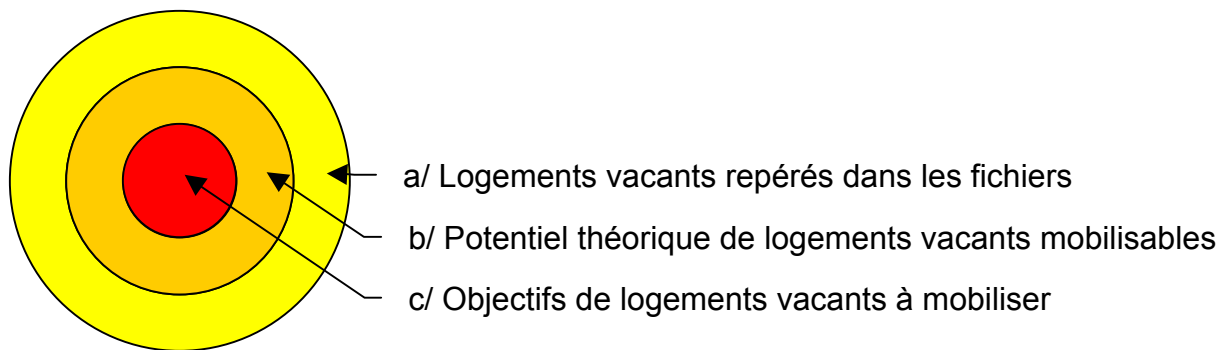 a/ Logements vacants repérés dans les fichiers
b/ Potentiel théorique de logements vacants mobilisables
c/ Objectifs de logements vacants à mobiliser